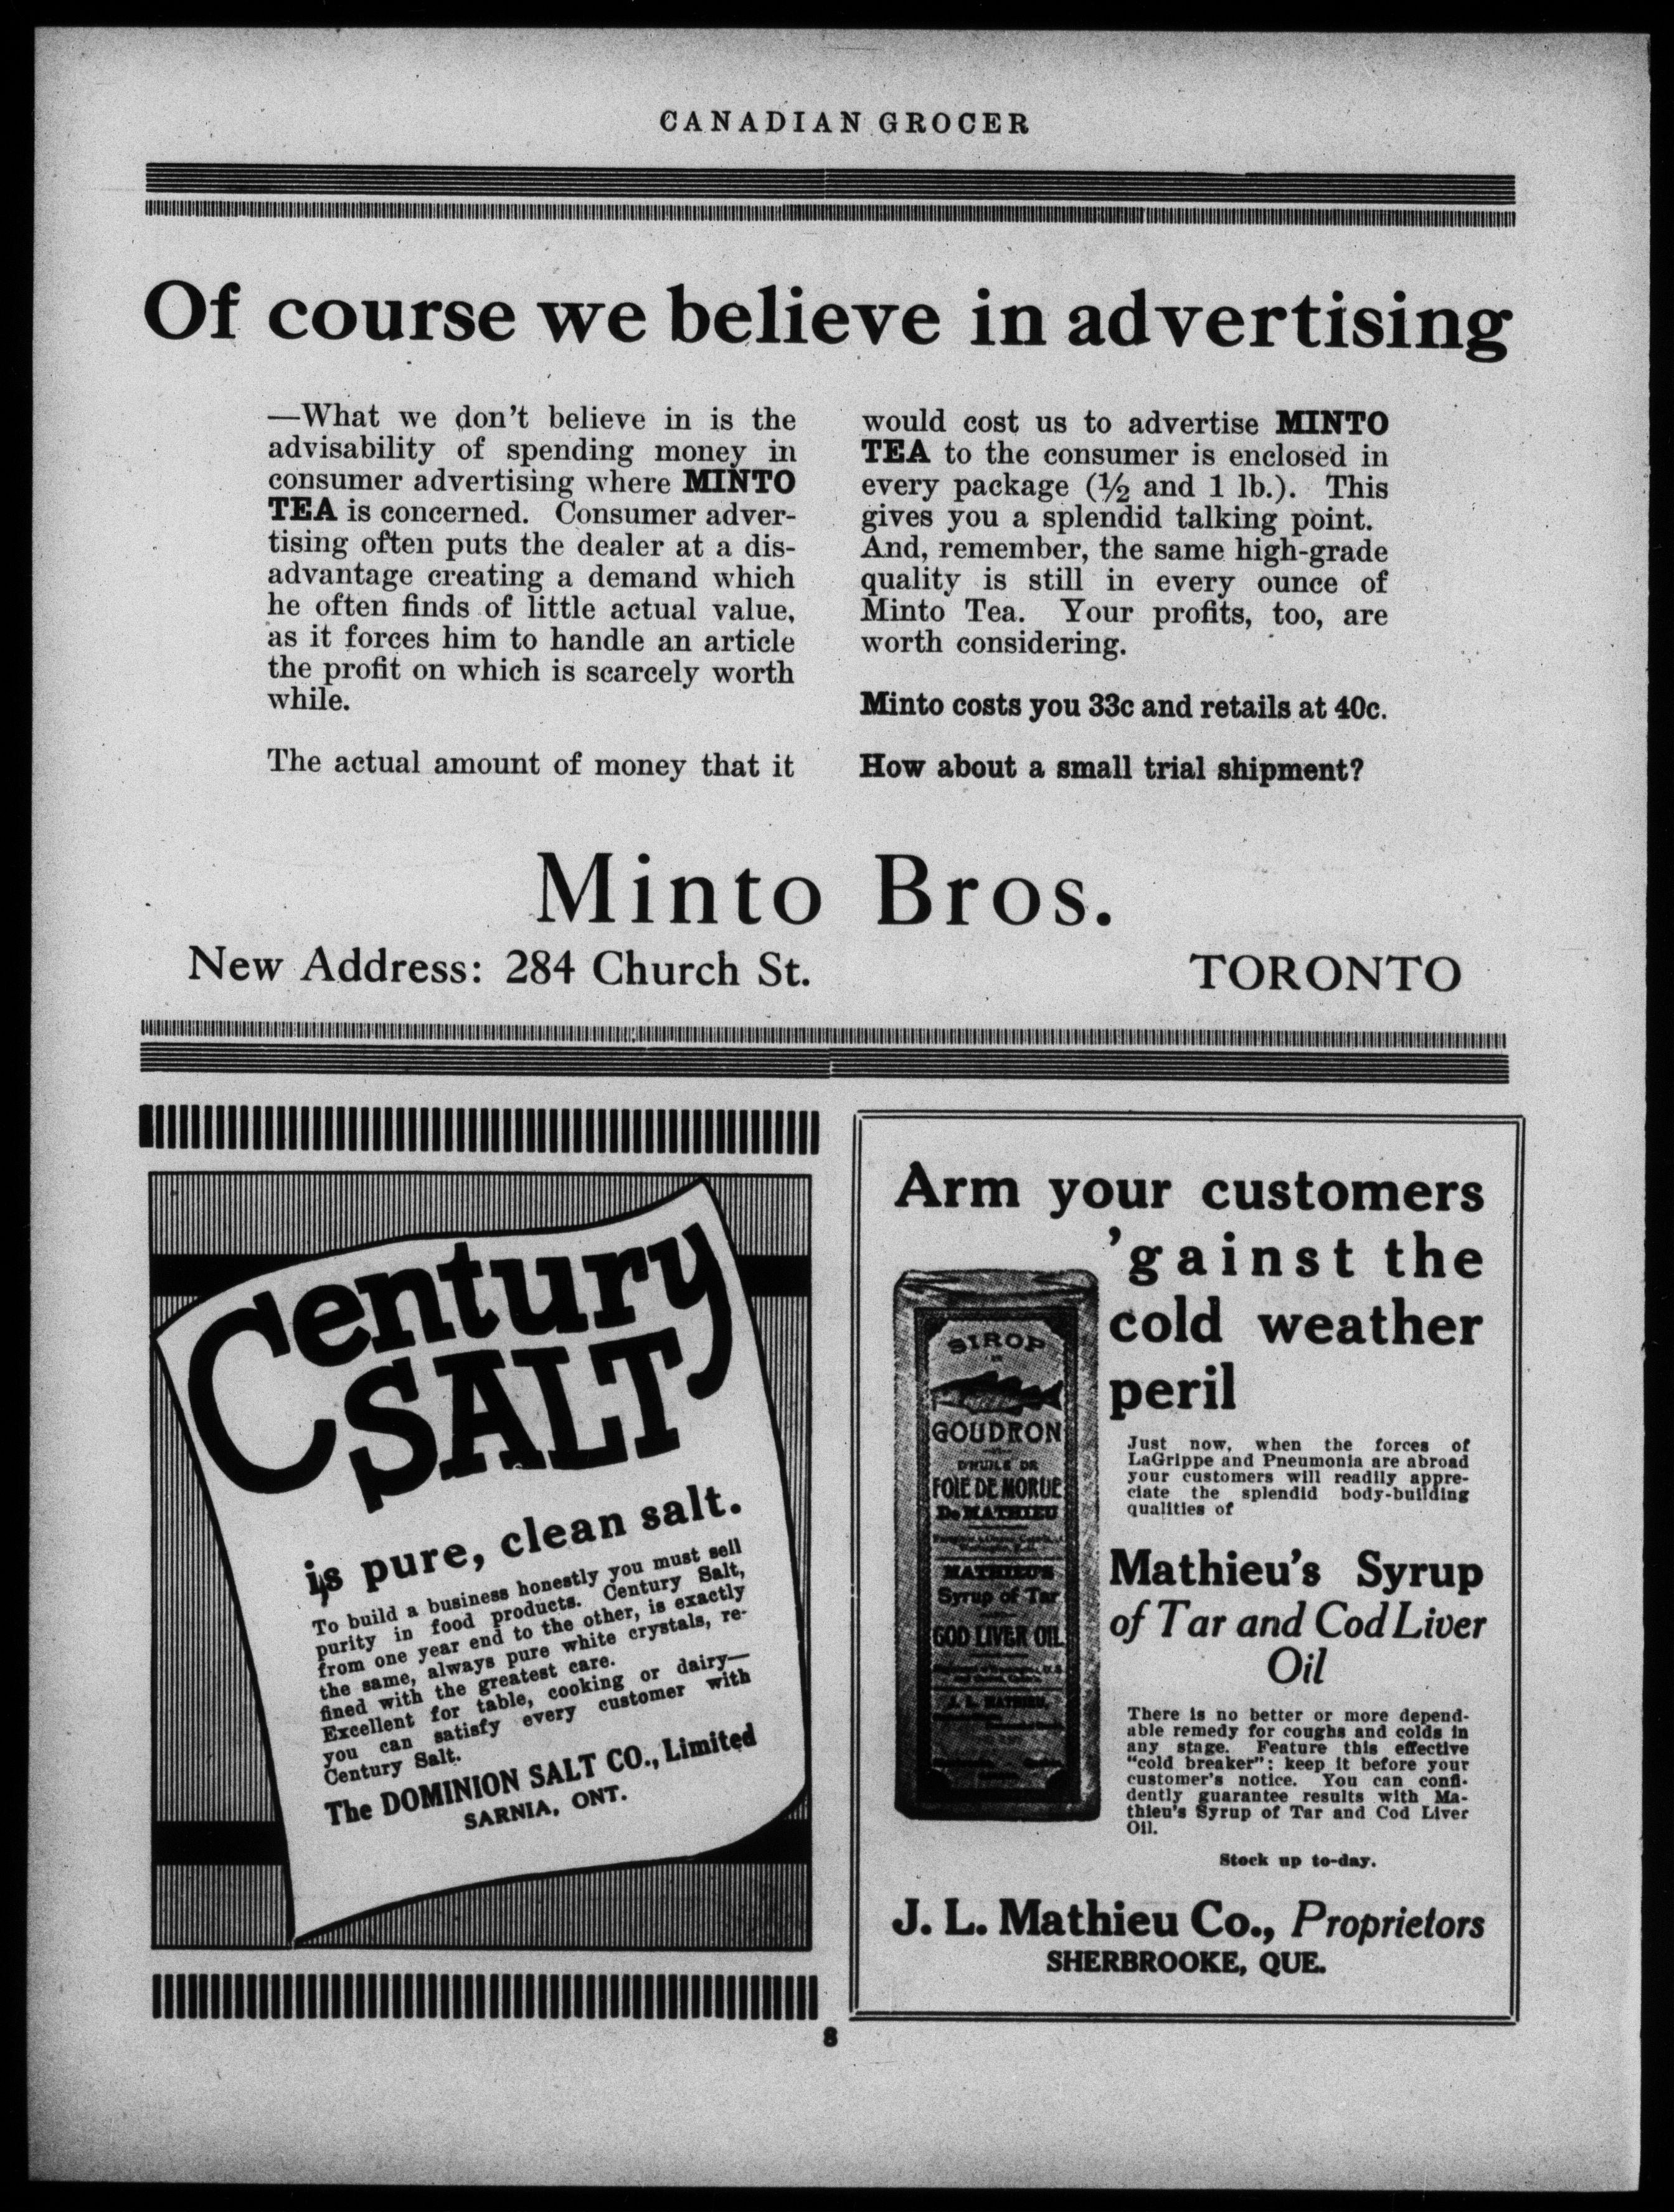 CANADIAN GROCER
Of course we believe in advertising
—What we don't believe in is the
advisability of spending money in
consumer advertising where MINTO
TEA is concerned. Consumer adver-
tising often puts the dealer at a dis-
advantage creating a demand which
he often finds of little actual value,
as it forces him to handle an article
the profit on which is scarcely worth
while.
The actual amount of money that it
would cost us to advertise MINTO
TEA to the consumer is enclosed in
every package (½ and 1 lb.). This
gives you a splendid talking point.
And, remember, the same high-grade
quality is still in every ounce of
Minto Tea. Your profits, too, are
worth considering.
Minto costs you 33c and retails at 40c.
How about a small trial shipment?
Minto Bros.
New Address: 284 Church St. TORONTO
Century
SALT
is pure, clean salt.
To build a business honestly you must sell
purity in food products. Century Salt,
from one year end to the other, is exactly
the same, always pure white crystals, re-
fined with the greatest care.
Excellent for table, cooking or dairy—
you can satisfy every customer with
Century Salt.
The DOMINION SALT CO., Limited
SARNIA, ONT.
Arm your customers
'gainst the
cold weather
peril
SIROP
GOUDRON
D'HUILE DE
FOIE DE MORUE
De MATHIEU
MATHIEU'S
Syrup of Tar
COD LIVER OIL
J. L. MATHIEU,
Just now, when the forces of
LaGrippe and Pneumonia are abroad
your customers will readily appre-
ciate the splendid body-building
qualities of
Mathieu's Syrup
of Tar and Cod Liver
Oil
There is no better or more depend-
able remedy for coughs and colds in
any stage. Feature this effective
"cold breaker"; keep it before your
customer's notice. You can confi-
dently guarantee results with Ma-
thieu's Syrup of Tar and Cod Liver
Oil.
Stock up to-day.
J. L. Mathieu Co., Proprietors
SHERBROOKE, QUE.
8